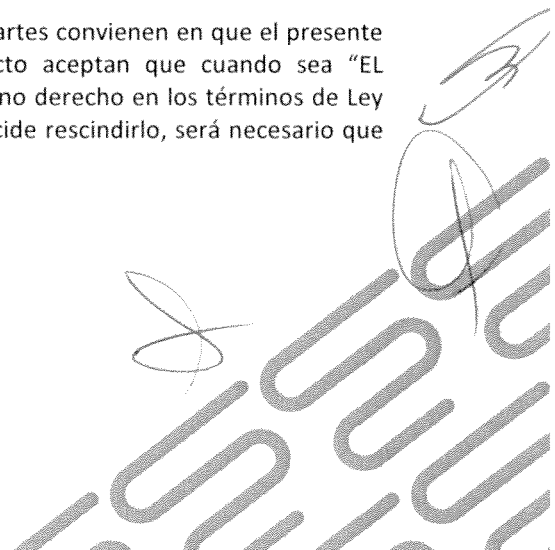 artes convienen en que el presente
cto aceptan que cuando sea “EL
no derecho en los términos de Ley
cide rescindirlo, será necesario que